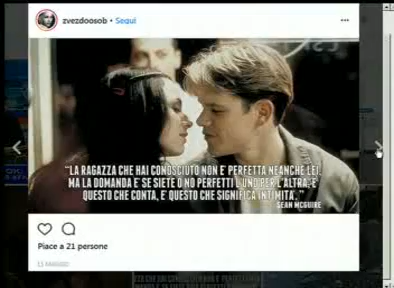 zvezdoosob • Segui
"LA RAGAZZA CHE HAI CONOSCIUTO NON E' PERFETTA NEANCHE LEI.
MA LA DOMANDA E' SE SIETE O NO PERFETTI L'UNO PER L'ALTRA, E'
QUESTO CHE CONTA, E' QUESTO CHE SIGNIFICA INTIMITA'."
SEAN MCGUIRE
Piace a 21 persone